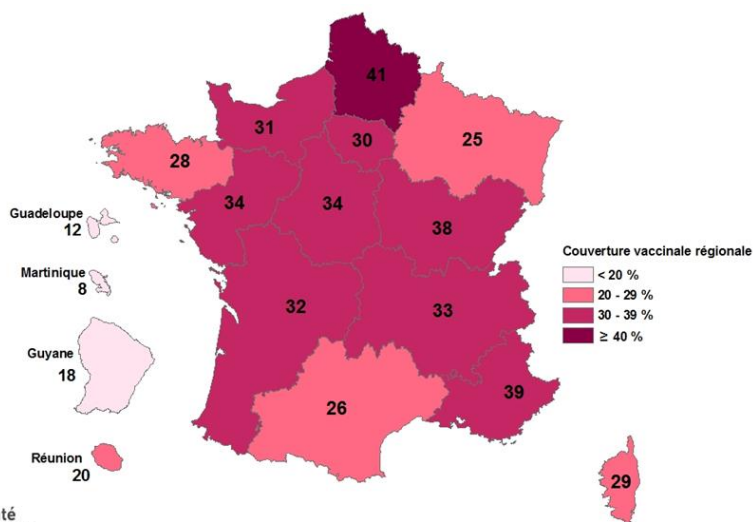 41
31
30
25
28
34
34
38
Guadeloupe
12
Couverture vaccinale régionale
< 20 %
20 - 29 %
30 - 39 %
≥ 40 %
Martinique
8
32
33
Guyane
18
39
26
Réunion
20
29
té